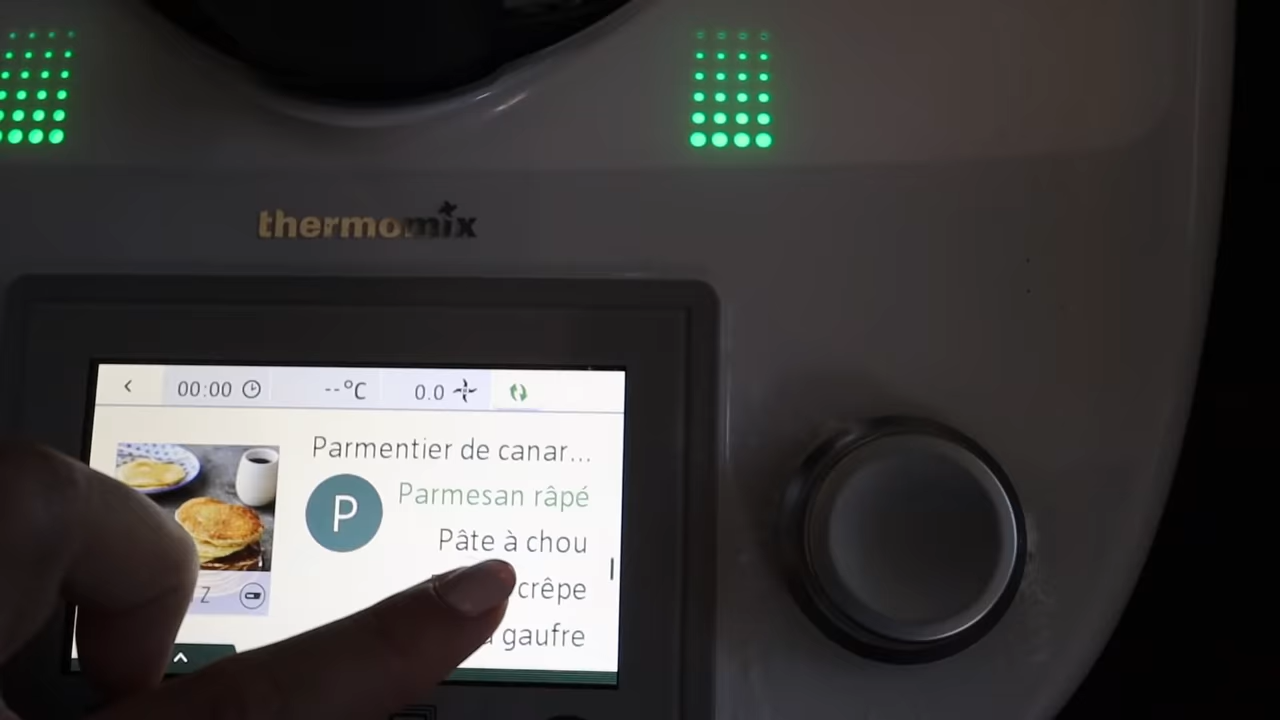 thermomix
00:00 --°C 0.0
Parmentier de canar...
P
Parmesan râpé
Pâte à chou
crêpe
Z
gaufre